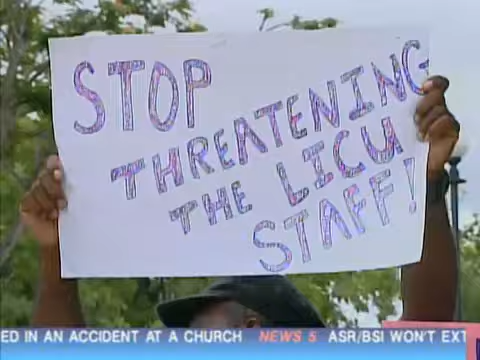 STOP
THREATENING
THE LICU
STAFF!
ED IN AN ACCIDENT AT A CHURCH NEWS 5 ASR/BSI WON'T EXT